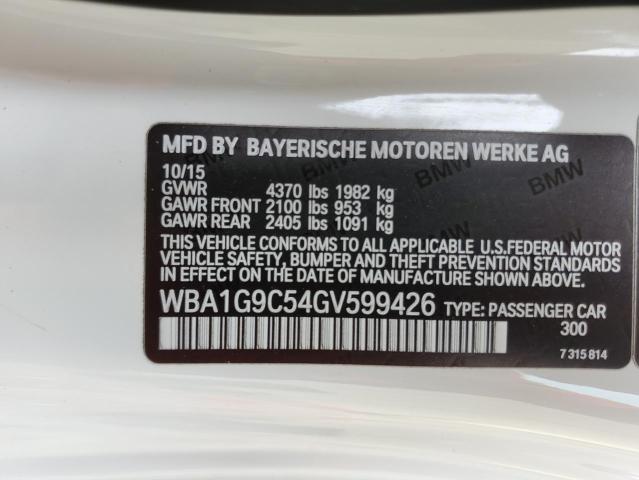 MFD BY BAYERISCHE MOTOREN WERKE AG
10/15
GVWR 4370 lbs 1982 kg
GAWR FRONT 2100 lbs 953 kg
GAWR REAR 2405 lbs 1091 kg
THIS VEHICLE CONFORMS TO ALL APPLICABLE U.S.FEDERAL MOTOR
VEHICLE SAFETY, BUMPER AND THEFT PREVENTION STANDARDS
IN EFFECT ON THE DATE OF MANUFACTURE SHOWN ABOVE.
WBA1G9C54GV599426 TYPE: PASSENGER CAR
300
7 315 814